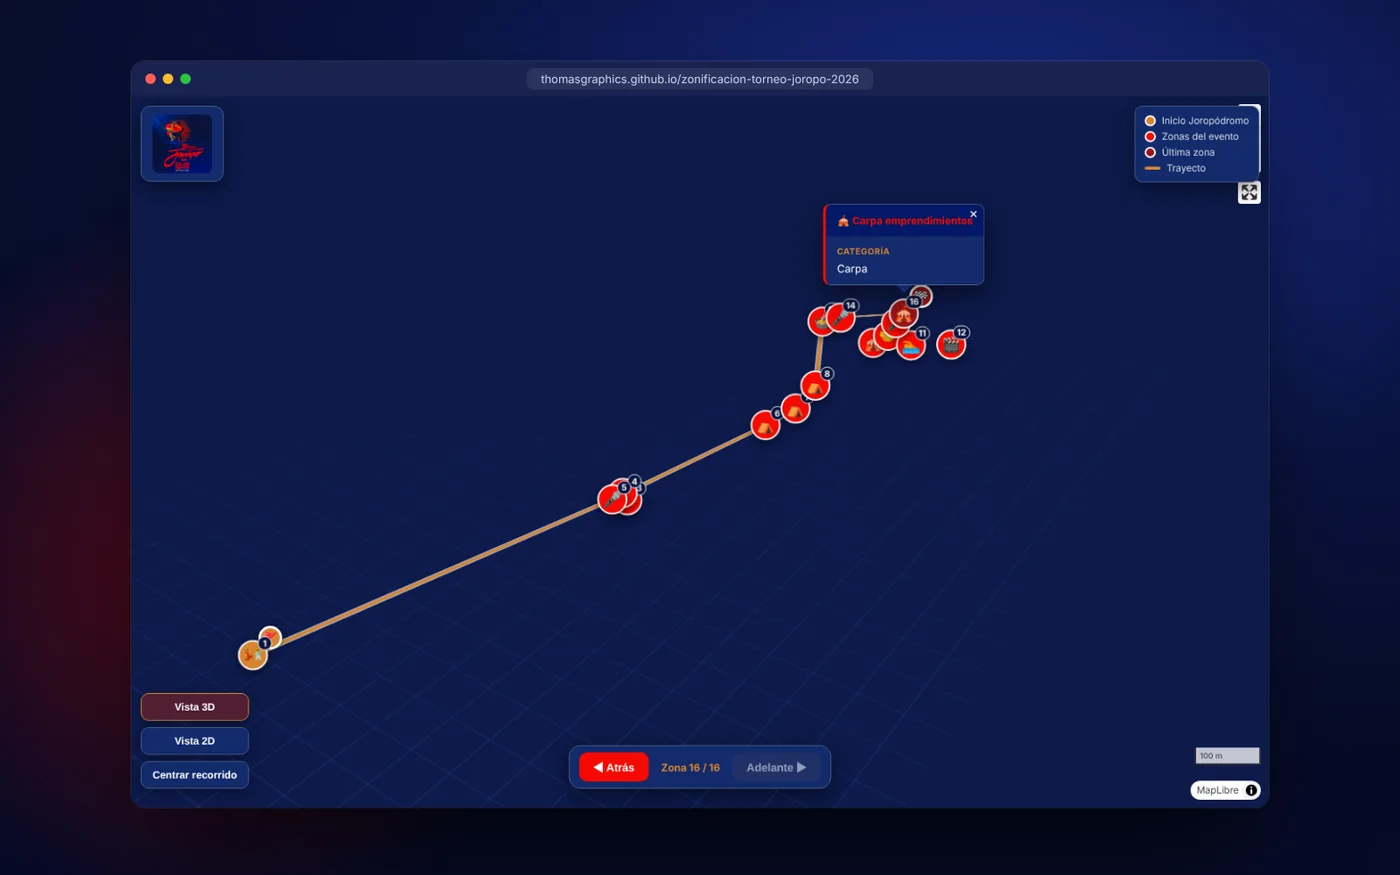 thomasgraphics.github.io/zonificacion-torneo-joropo-2026
Joropo
Inicio Joropódromo
Zonas del evento
Última zona
Trayecto
Carpa emprendimientos
CATEGORÍA
Carpa
14
16
11
12
8
6
4
5
3
1
Vista 3D
Vista 2D
Centrar recorrido
Atrás
Zona 16 / 16
Adelante
100 m
MapLibre